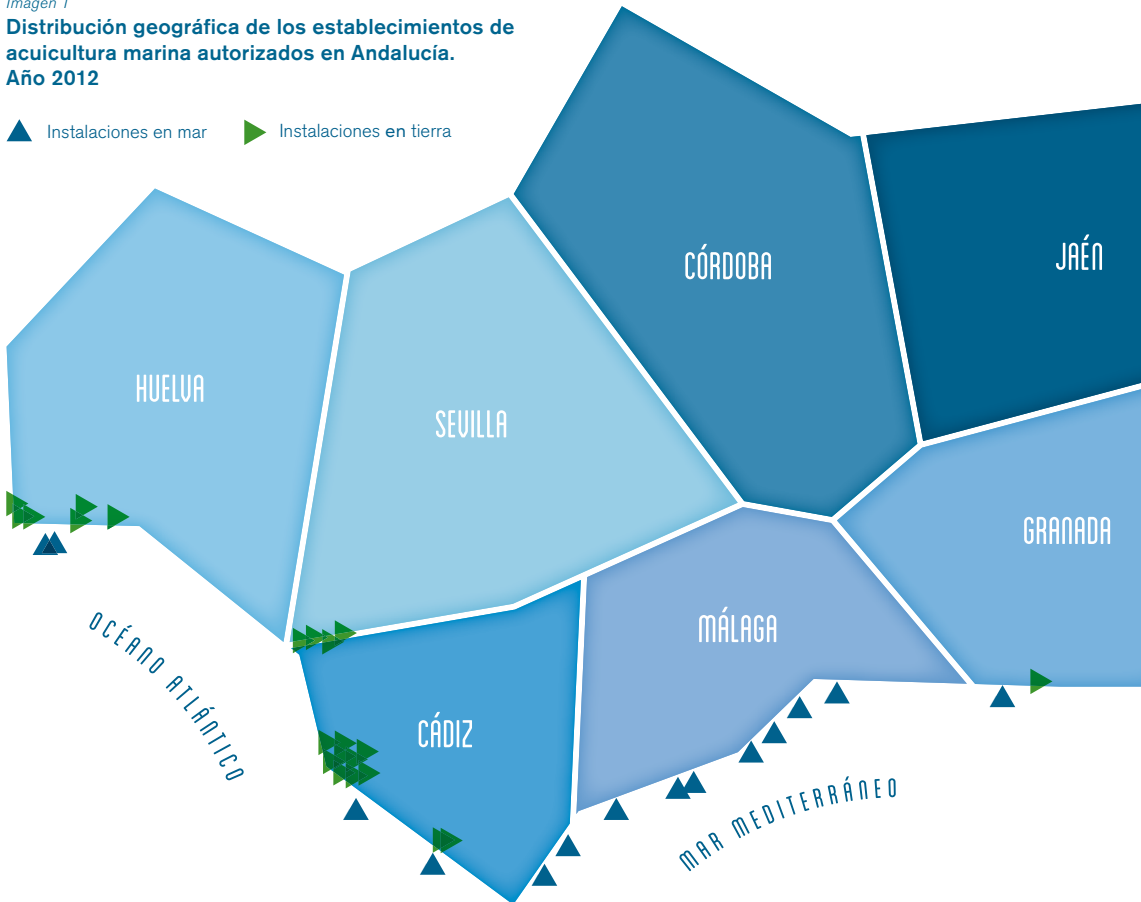 Imagen 1
Distribución geográfica de los establecimientos de
acuicultura marina autorizados en Andalucía.
Año 2012
Instalaciones en mar
Instalaciones en tierra
CÓRDOBA
JAÉN
HUELVA
SEVILLA
GRANADA
MÁLAGA
OCÉANO ATLÁNTICO
CÁDIZ
MAR MEDITERRÁNEO